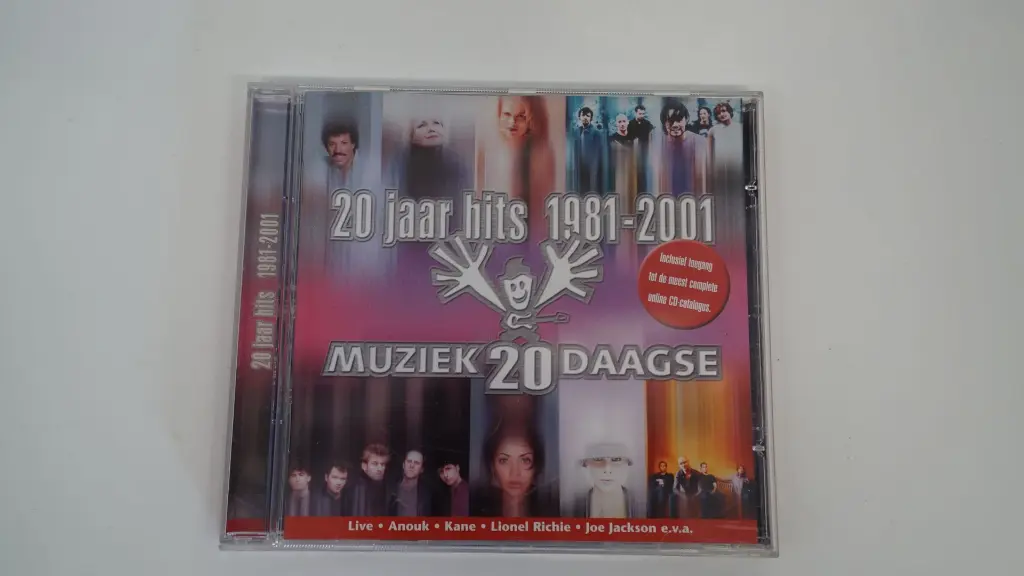 20 jaar hits 1981-2001
20 jaar hits 1981-2001
Inclusief toegang
tot de meest complete
online CD-catalogus.
MUZIEK 20 DAAGSE
Live • Anouk • Kane • Lionel Richie • Joe Jackson e.v.a.